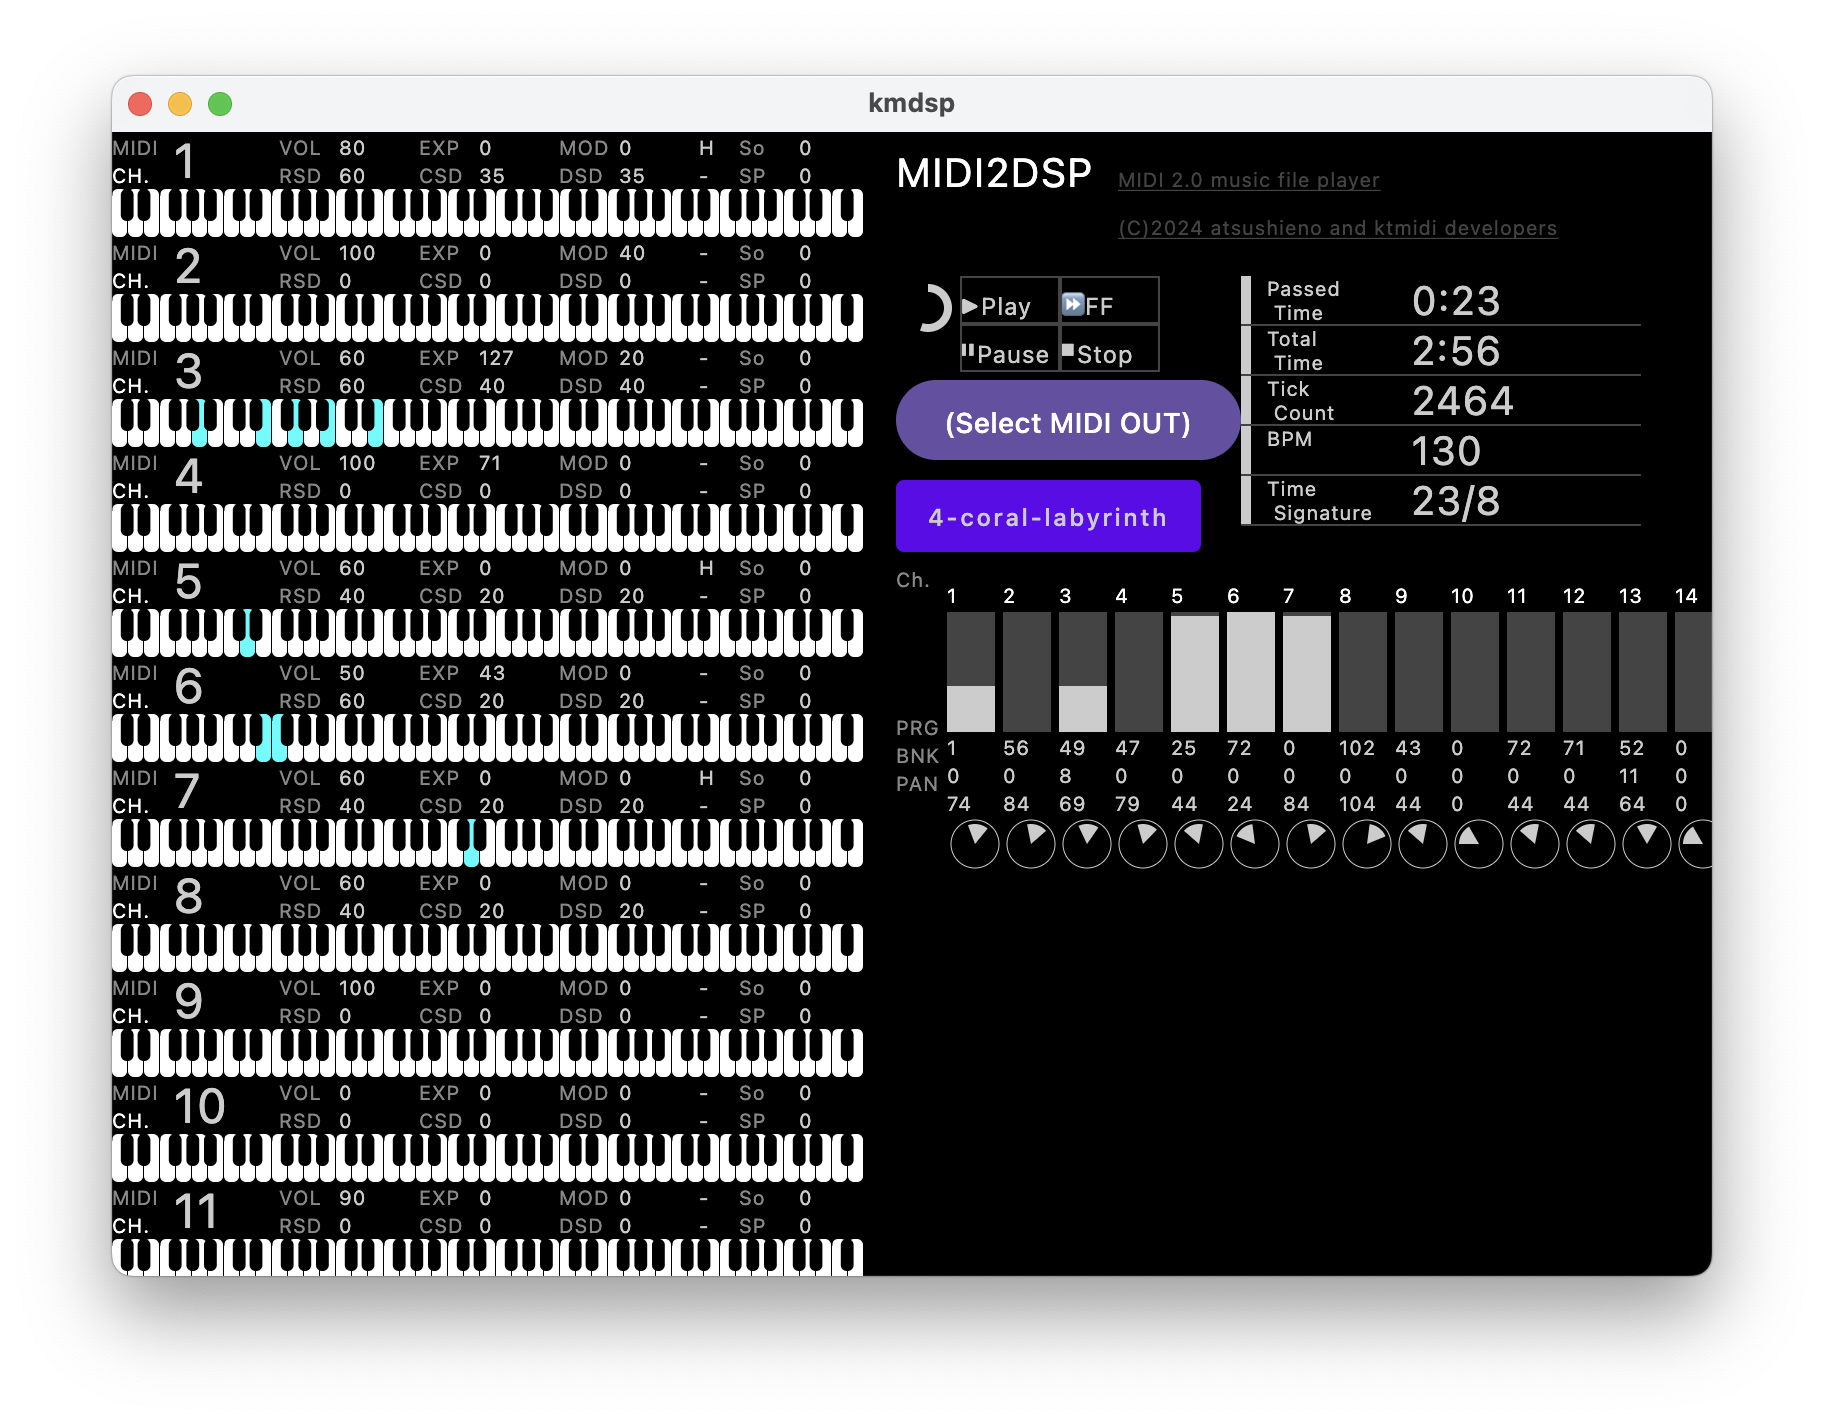 kmdsp
MIDI 1 VOL 80 EXP 0 MOD 0 H So 0
CH. RSD 60 CSD 35 DSD 35 - SP 0
MIDI 2 VOL 100 EXP 0 MOD 40 - So 0
CH. RSD 0 CSD 0 DSD 0 - SP 0
MIDI 3 VOL 60 EXP 127 MOD 20 - So 0
CH. RSD 60 CSD 40 DSD 40 - SP 0
MIDI 4 VOL 100 EXP 71 MOD 0 - So 0
CH. RSD 0 CSD 0 DSD 0 - SP 0
MIDI 5 VOL 60 EXP 0 MOD 0 H So 0
CH. RSD 40 CSD 20 DSD 20 - SP 0
MIDI 6 VOL 50 EXP 43 MOD 0 - So 0
CH. RSD 60 CSD 20 DSD 20 - SP 0
MIDI 7 VOL 60 EXP 0 MOD 0 H So 0
CH. RSD 40 CSD 20 DSD 20 - SP 0
MIDI 8 VOL 60 EXP 0 MOD 0 - So 0
CH. RSD 40 CSD 20 DSD 20 - SP 0
MIDI 9 VOL 100 EXP 0 MOD 0 - So 0
CH. RSD 0 CSD 0 DSD 0 - SP 0
MIDI 10 VOL 0 EXP 0 MOD 0 - So 0
CH. RSD 0 CSD 0 DSD 0 - SP 0
MIDI 11 VOL 90 EXP 0 MOD 0 - So 0
CH. RSD 0 CSD 0 DSD 0 - SP 0
MIDI2DSP MIDI 2.0 music file player
(C)2024 atsushieno and ktmidi developers
Play FF
Pause Stop
(Select MIDI OUT)
4-coral-labyrinth
Passed
Time 0:23
Total
Time 2:56
Tick
Count 2464
BPM 130
Time
Signature 23/8
Ch. 1 2 3 4 5 6 7 8 9 10 11 12 13 14
PRG 1 56 49 47 25 72 0 102 43 0 72 71 52 0
BNK 0 0 8 0 0 0 0 0 0 0 0 0 11 0
PAN 74 84 69 79 44 24 84 104 44 0 44 44 64 0